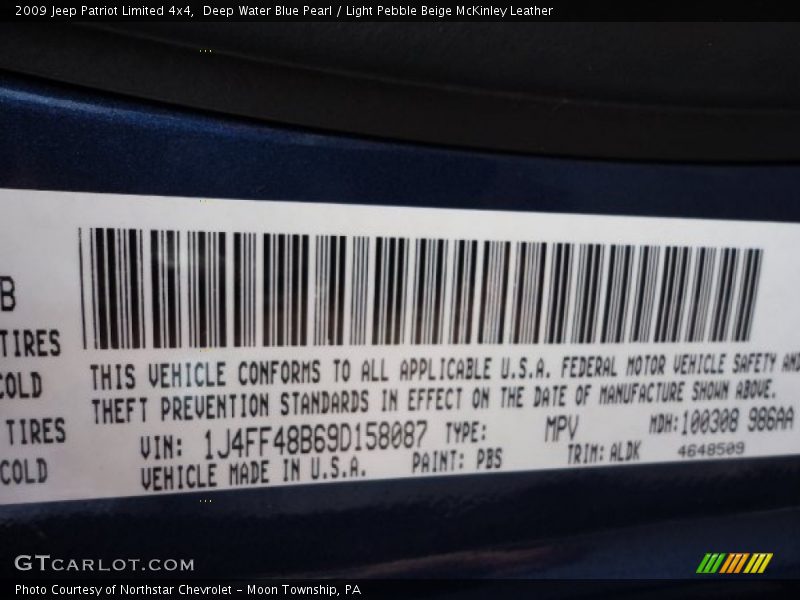 2009 Jeep Patriot Limited 4x4,  Deep Water Blue Pearl / Light Pebble Beige McKinley Leather
B
TIRES
COLD
TIRES
COLD
THIS VEHICLE CONFORMS TO ALL APPLICABLE U.S.A. FEDERAL MOTOR VEHICLE SAFETY AND
THEFT PREVENTION STANDARDS IN EFFECT ON THE DATE OF MANUFACTURE SHOWN ABOVE.
VIN: 1J4FF48B69D158087 TYPE: MPV MDH:100308 986AA
VEHICLE MADE IN U.S.A. PAINT: PBS TRIM: ALDK 4648509
GTCARLOT.COM
Photo Courtesy of Northstar Chevrolet - Moon Township, PA